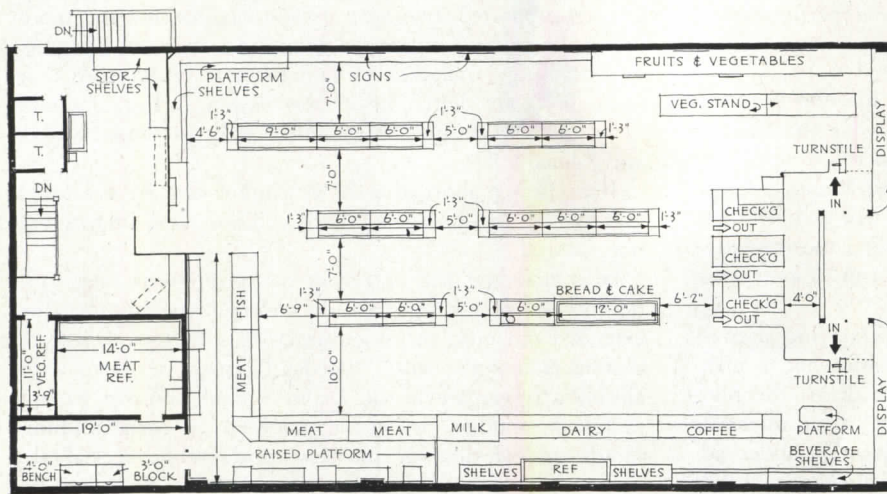 DN.
STOR.
SHELVES
PLATFORM
SHELVES
SIGNS
FRUITS & VEGETABLES
VEG. STAND
DISPLAY
7'-0"
1'-3"
4'-6"
9'-0"
6'-0"
6'-0"
1'-3"
5'-0"
6'-0"
6'-0"
1'-3"
T.
T.
DN
TURNSTILE
IN
7'-0"
1'-3"
6'-0"
6'-0"
1'-3"
5'-0"
6'-0"
6'-0"
6'-0"
1'-3"
CHECK'G
OUT
CHECK'G
OUT
CHECK'G
OUT
7'-0"
FISH
MEAT
6'-9"
1'-3"
6'-0"
6'-0"
1'-3"
5'-0"
6'-0"
BREAD & CAKE
12'-0"
6'-2"
4'-0"
IN
TURNSTILE
10'-0"
11'-0"
VEG. REF.
3'-9"
14'-0"
MEAT
REF.
19'-0"
MEAT
MEAT
MILK
DAIRY
COFFEE
PLATFORM
DISPLAY
RAISED PLATFORM
4'-0"
BENCH
3'-0"
BLOCK
SHELVES
REF
SHELVES
BEVERAGE
SHELVES